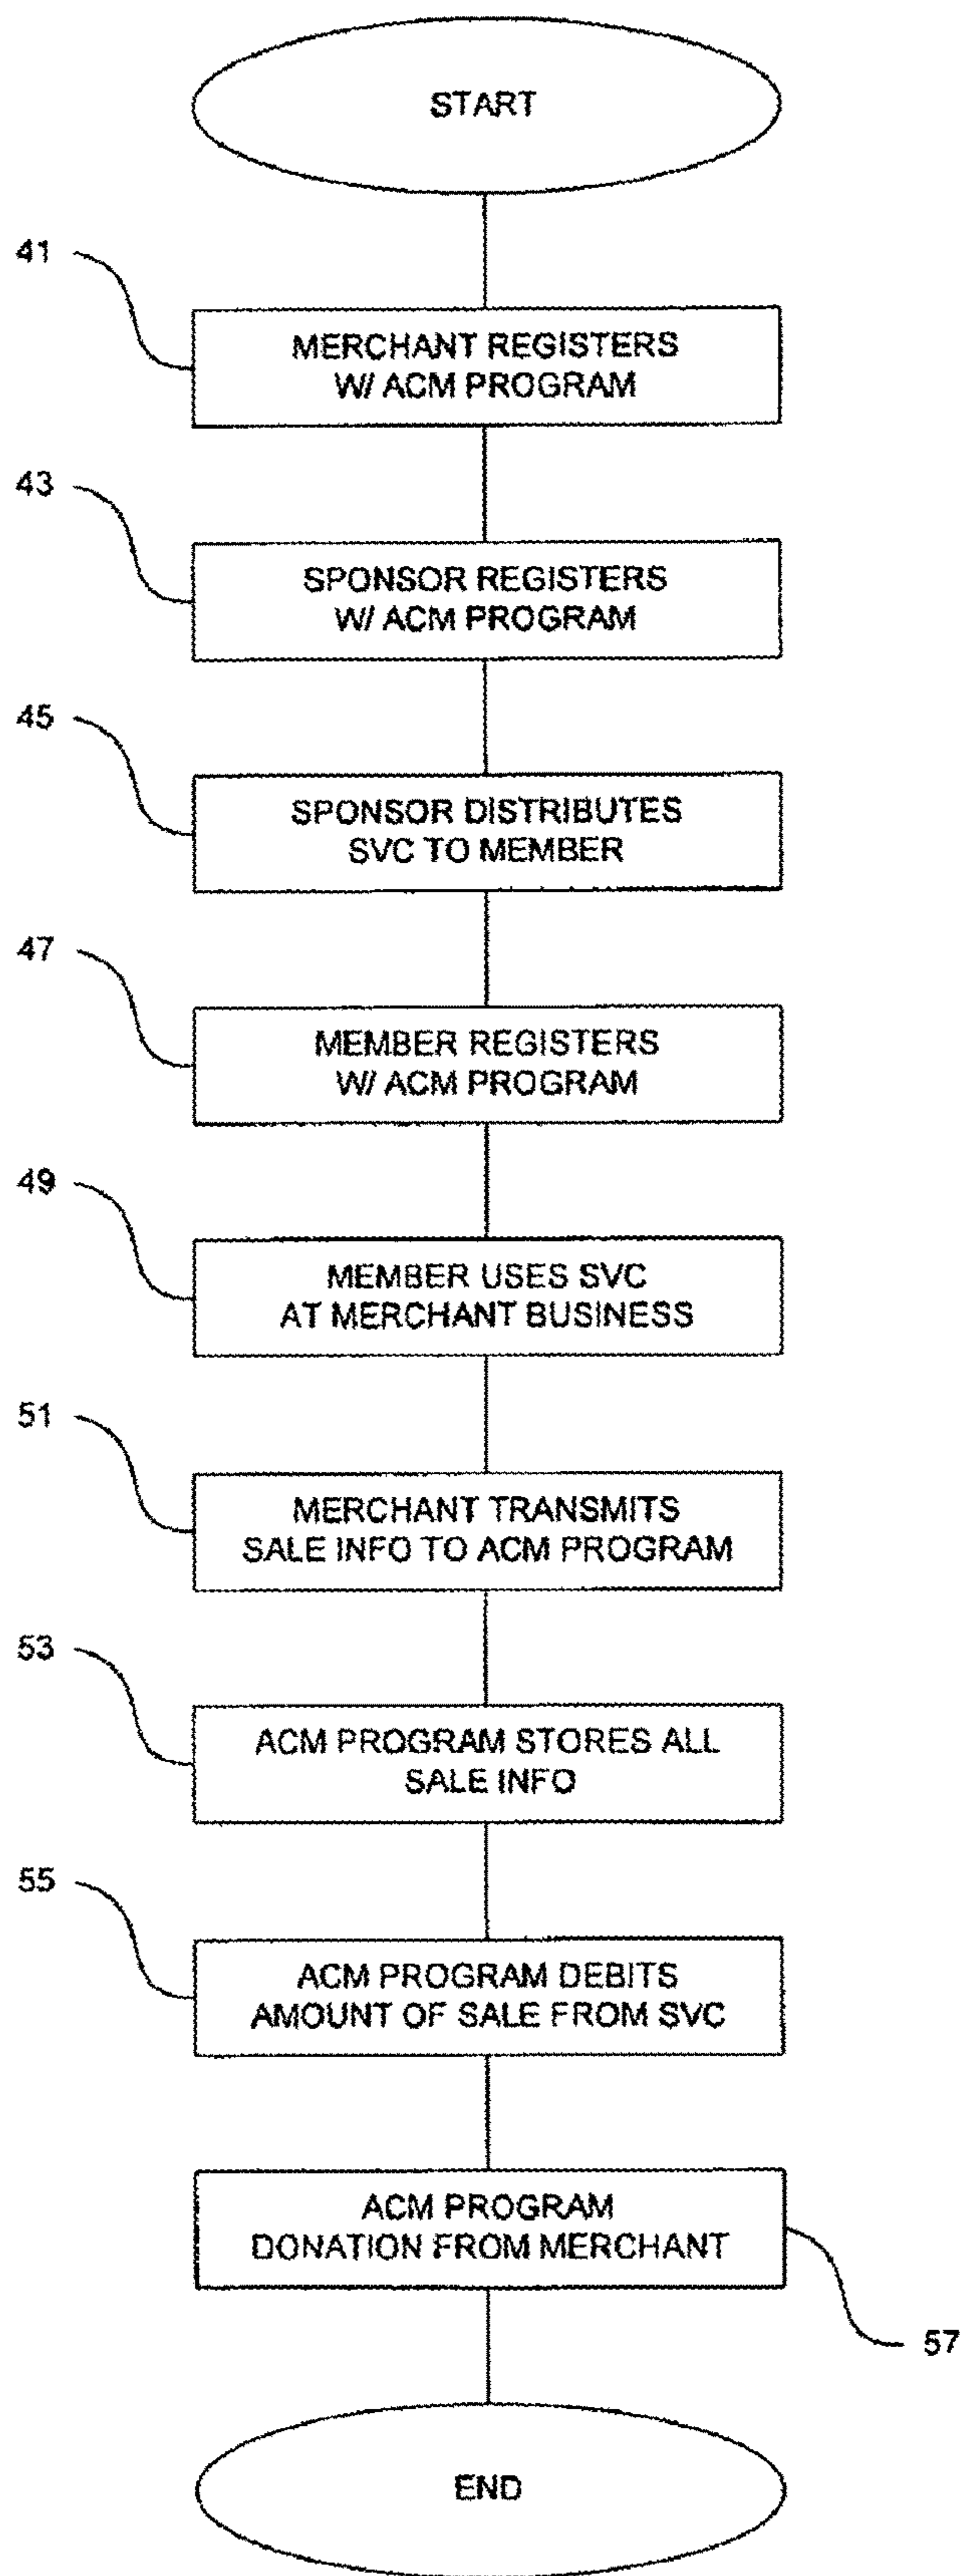 START
41
MERCHANT REGISTERS
W/ ACM PROGRAM
43
SPONSOR REGISTERS
W/ ACM PROGRAM
45
SPONSOR DISTRIBUTES
SVC TO MEMBER
47
MEMBER REGISTERS
W/ ACM PROGRAM
49
MEMBER USES SVC
AT MERCHANT BUSINESS
51
MERCHANT TRANSMITS
SALE INFO TO ACM PROGRAM
53
ACM PROGRAM STORES ALL
SALE INFO
55
ACM PROGRAM DEBITS
AMOUNT OF SALE FROM SVC
ACM PROGRAM
DONATION FROM MERCHANT
57
END